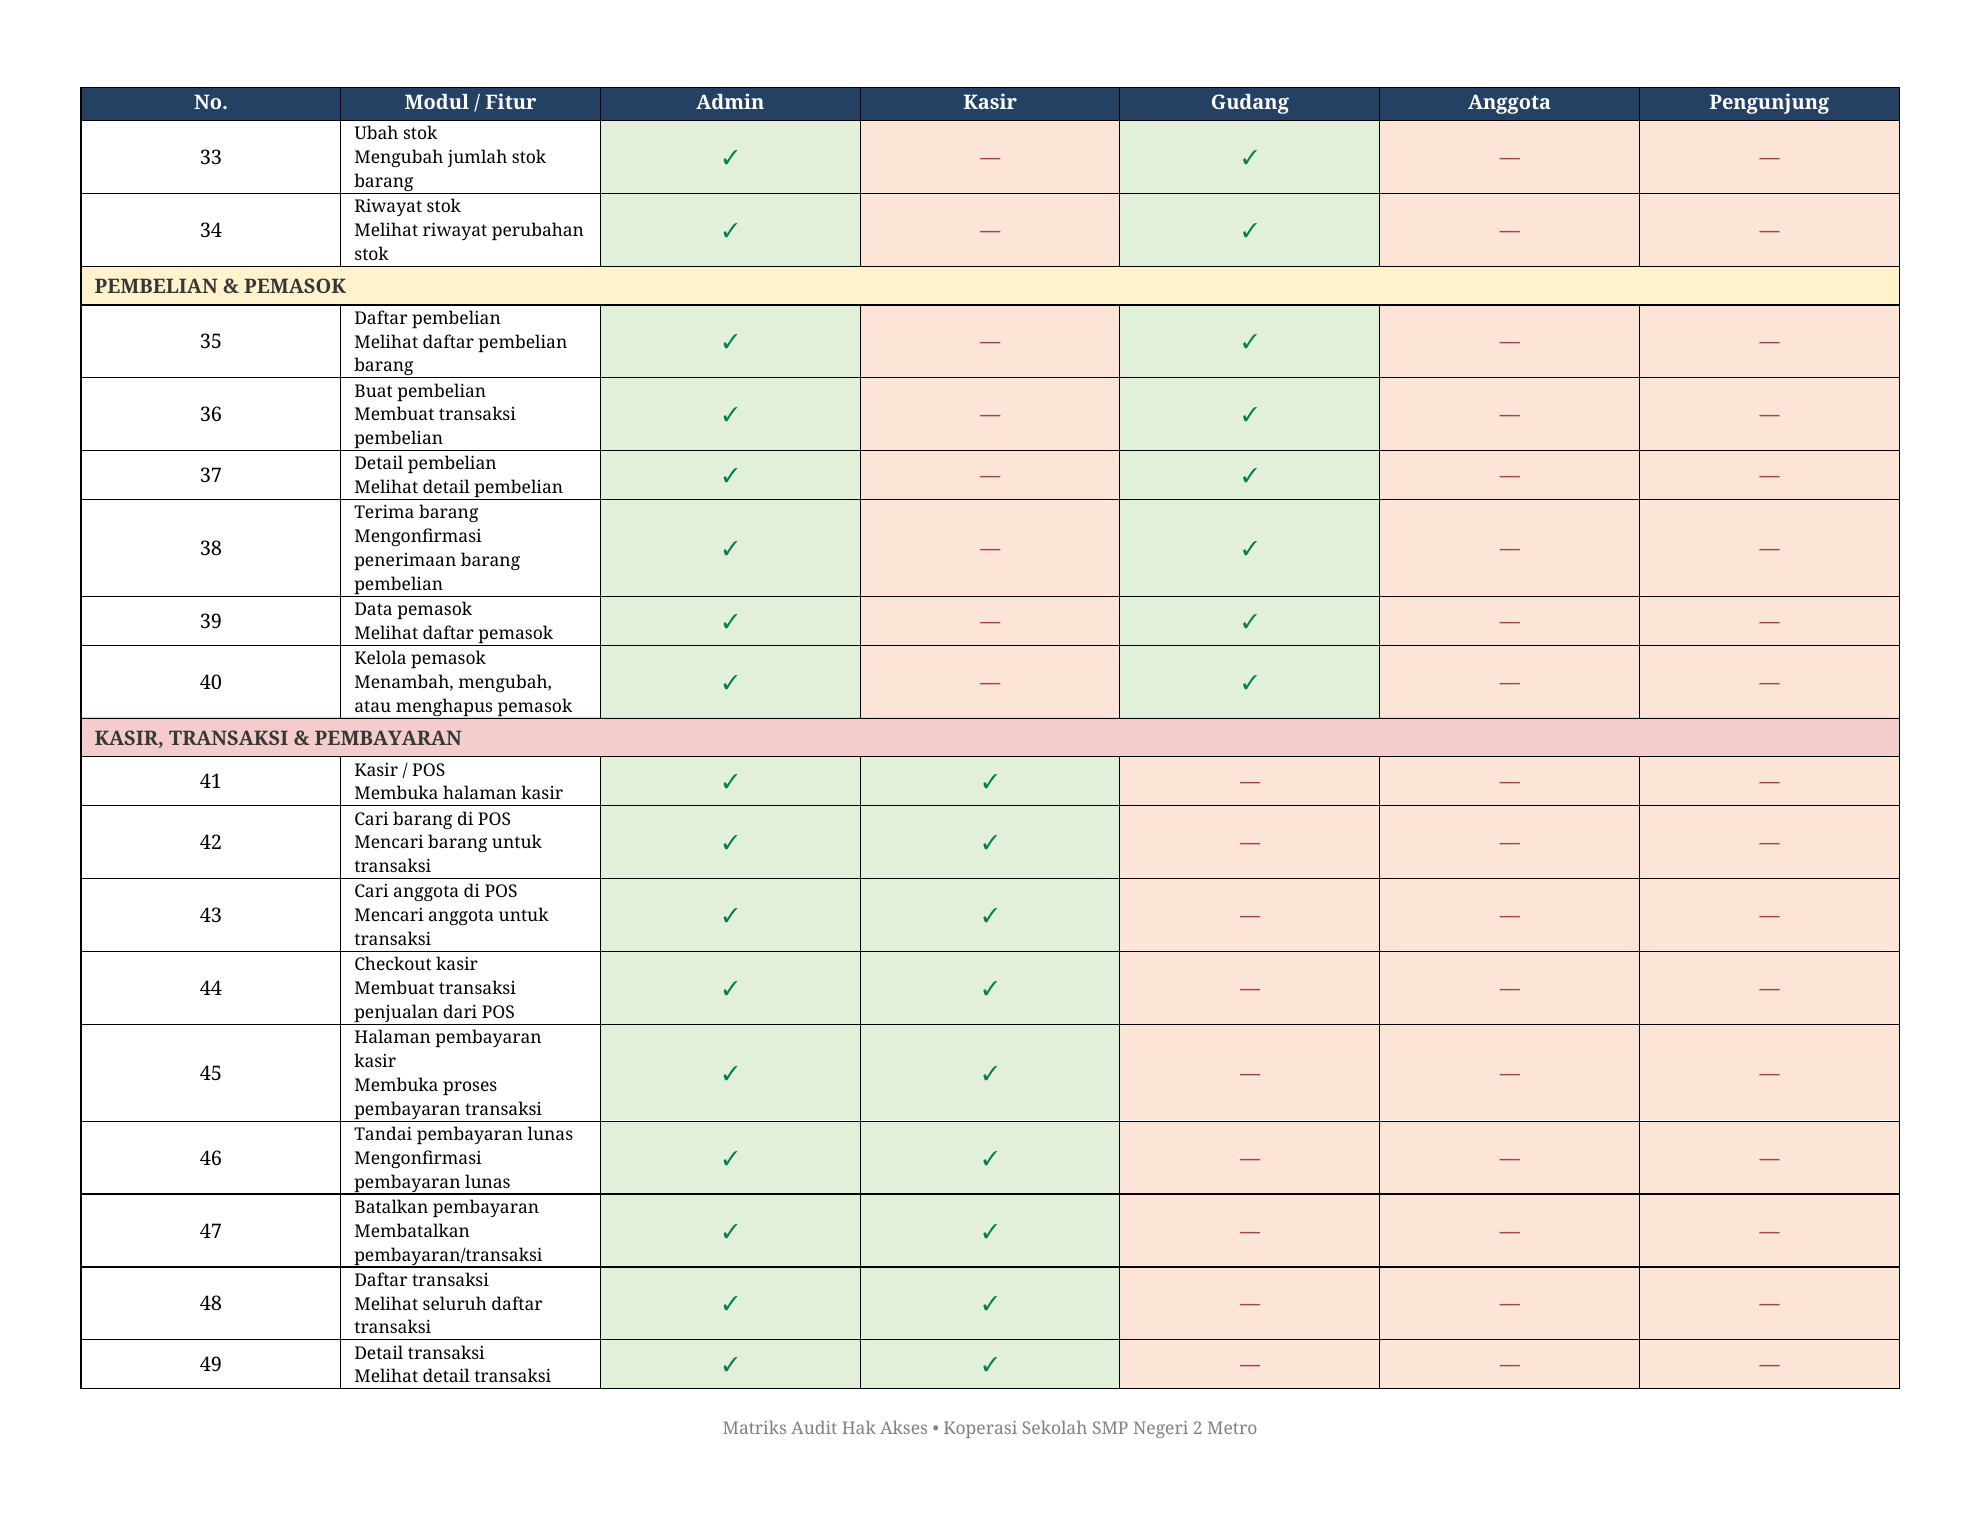 No. Modul / Fitur Admin Kasir Gudang Anggota Pengunjung
33 Ubah stok
Mengubah jumlah stok
barang
✓ — ✓ — —
34 Riwayat stok
Melihat riwayat perubahan
stok
✓ — ✓ — —
PEMBELIAN & PEMASOK
35 Daftar pembelian
Melihat daftar pembelian
barang
✓ — ✓ — —
36 Buat pembelian
Membuat transaksi
pembelian
✓ — ✓ — —
37 Detail pembelian
Melihat detail pembelian
✓ — ✓ — —
38 Terima barang
Mengonfirmasi
penerimaan barang
pembelian
✓ — ✓ — —
39 Data pemasok
Melihat daftar pemasok
✓ — ✓ — —
40 Kelola pemasok
Menambah, mengubah,
atau menghapus pemasok
✓ — ✓ — —
KASIR, TRANSAKSI & PEMBAYARAN
41 Kasir / POS
Membuka halaman kasir
✓ ✓ — — —
42 Cari barang di POS
Mencari barang untuk
transaksi
✓ ✓ — — —
43 Cari anggota di POS
Mencari anggota untuk
transaksi
✓ ✓ — — —
44 Checkout kasir
Membuat transaksi
penjualan dari POS
✓ ✓ — — —
45 Halaman pembayaran
kasir
Membuka proses
pembayaran transaksi
✓ ✓ — — —
46 Tandai pembayaran lunas
Mengonfirmasi
pembayaran lunas
✓ ✓ — — —
47 Batalkan pembayaran
Membatalkan
pembayaran/transaksi
✓ ✓ — — —
48 Daftar transaksi
Melihat seluruh daftar
transaksi
✓ ✓ — — —
49 Detail transaksi
Melihat detail transaksi
✓ ✓ — — —
Matriks Audit Hak Akses • Koperasi Sekolah SMP Negeri 2 Metro